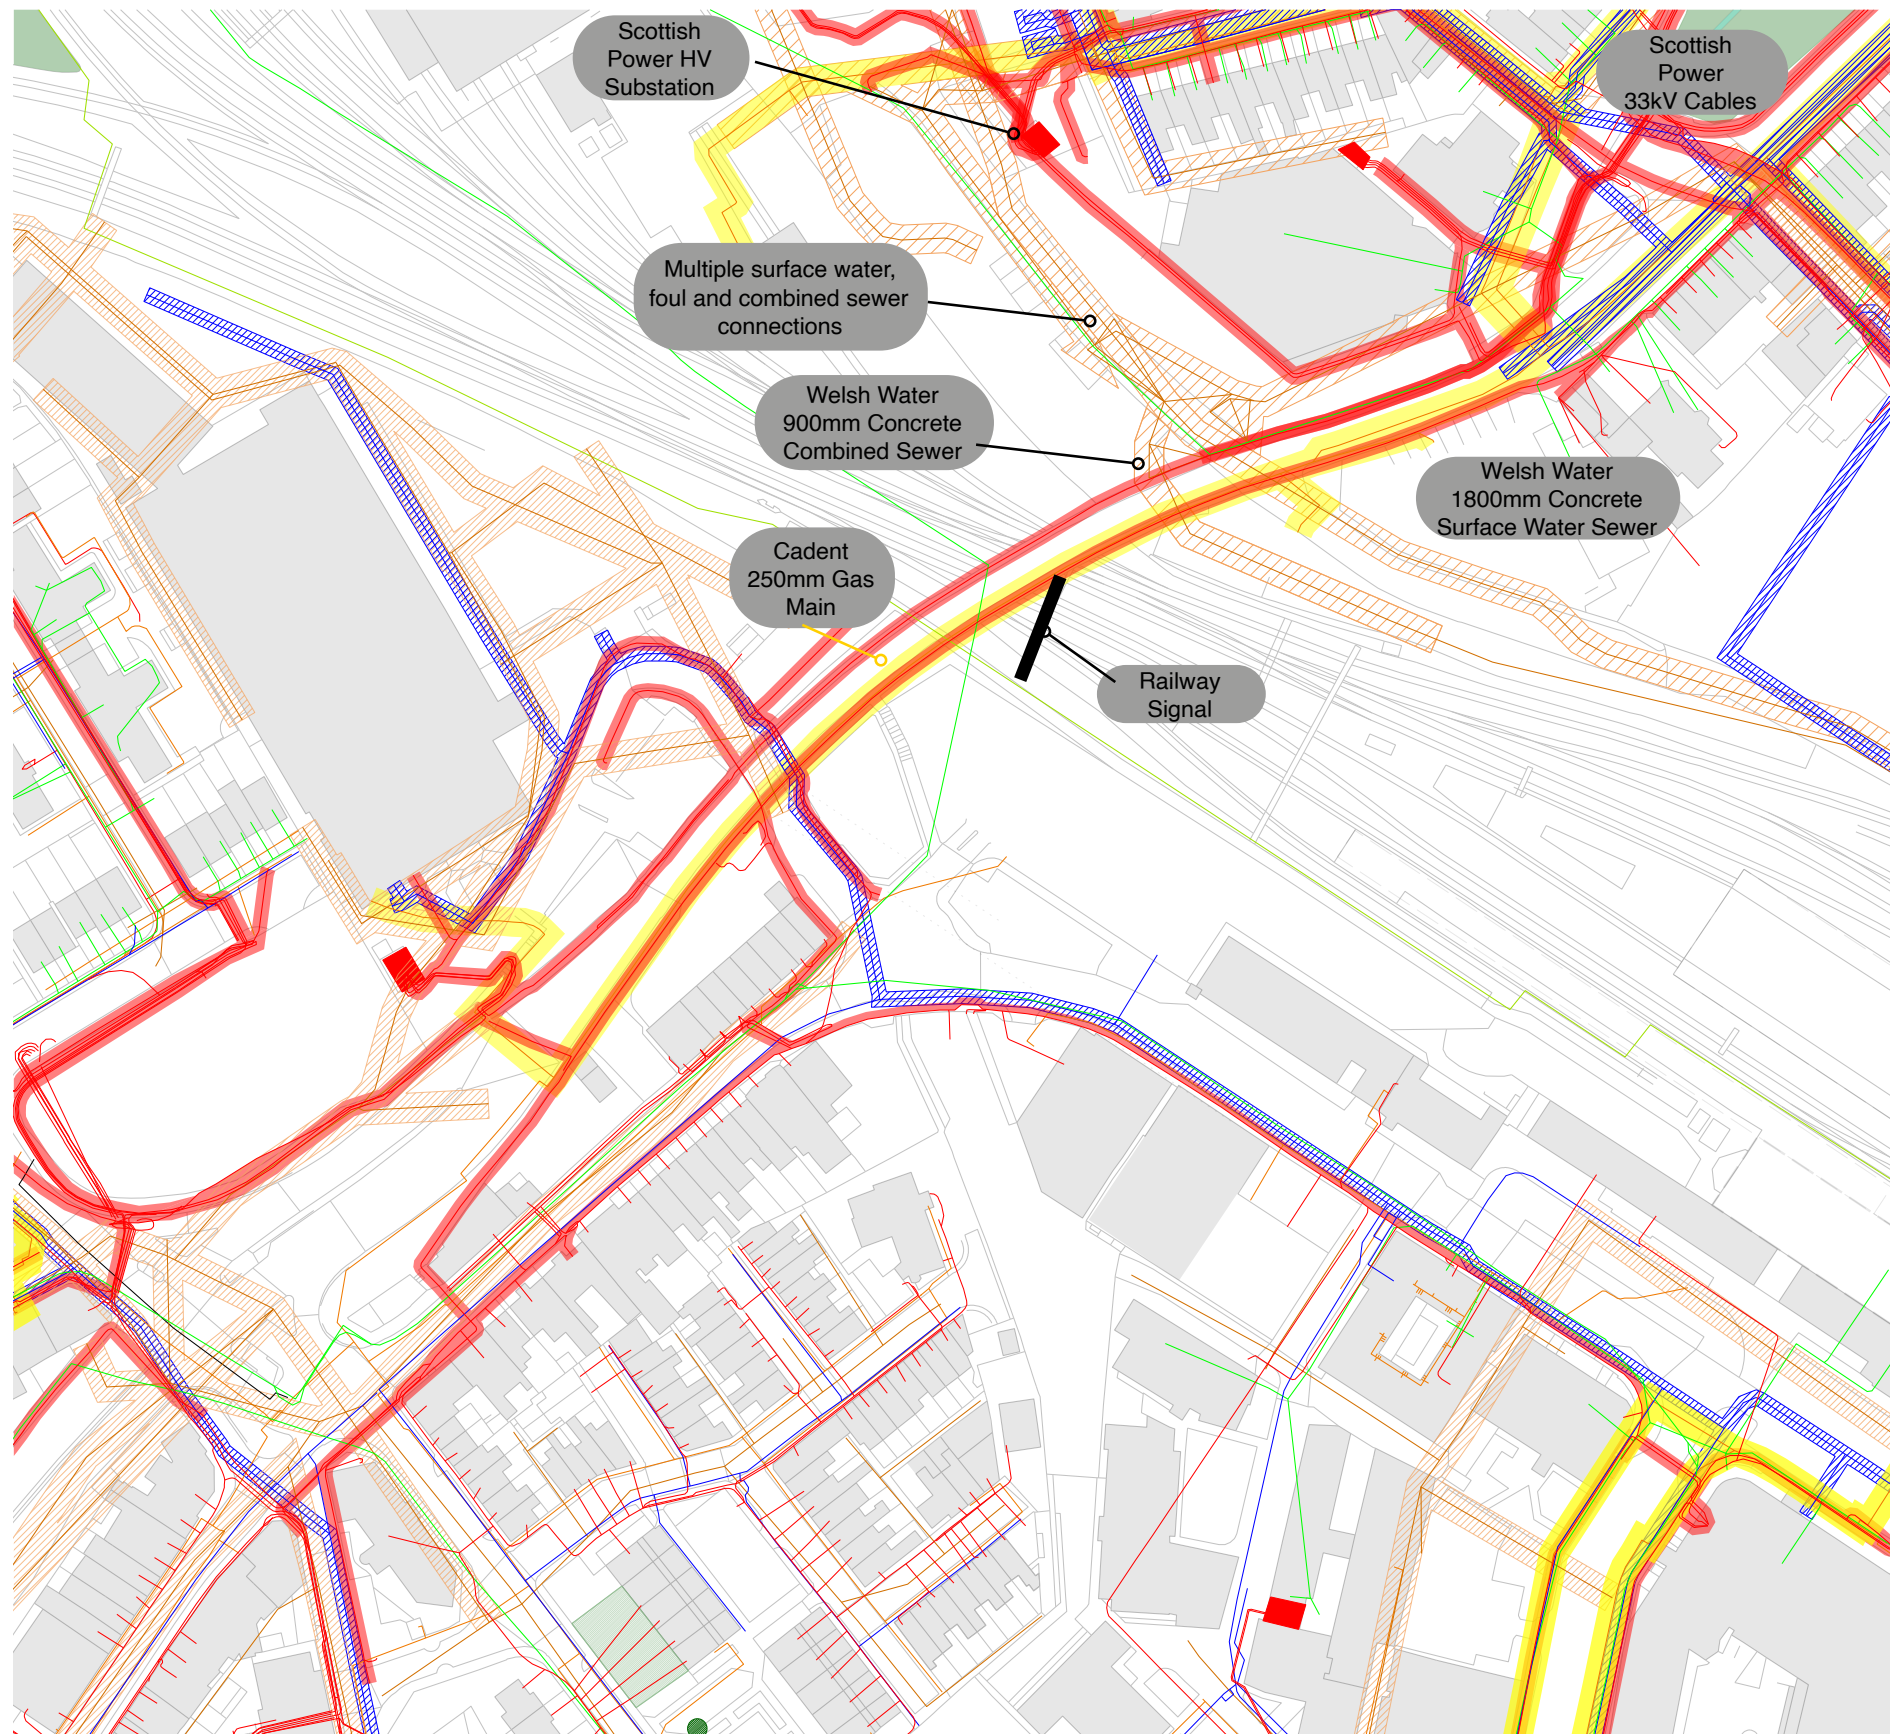 Scottish
Power HV
Substation
Scottish
Power
33kV Cables
Multiple surface water,
foul and combined sewer
connections
Welsh Water
900mm Concrete
Combined Sewer
Welsh Water
1800mm Concrete
Surface Water Sewer
Cadent
250mm Gas
Main
Railway
Signal